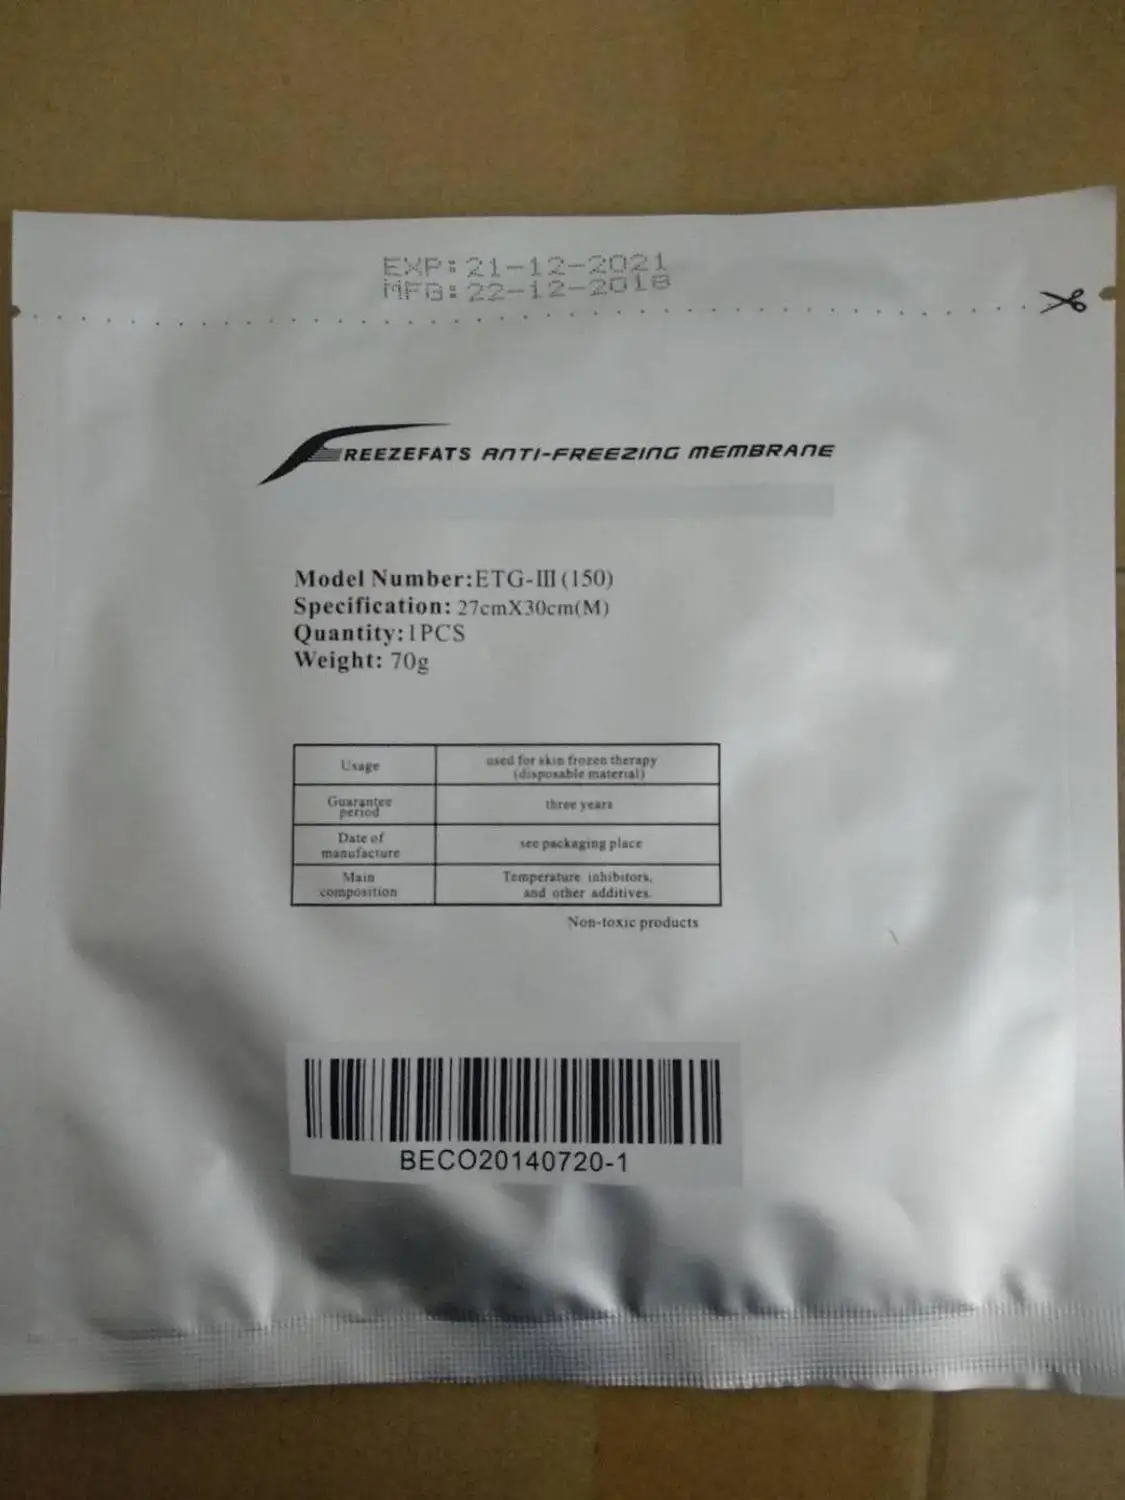 EXP:21-12-2021
MFG:22-12-2018
FREEZEFATS ANTI-FREEZING MEMBRANE
Model Number:ETG-III(150)
Specification: 27cmX30cm(M)
Quantity:1PCS
Weight: 70g
Usage
used for skin frozen therapy
(disposable material)
Guarantee
period
three years
Date of
manufacture
see packaging place
Main
composition
Temperature inhibitors,
and other additives.
Non-toxic products
BECO20140720-1